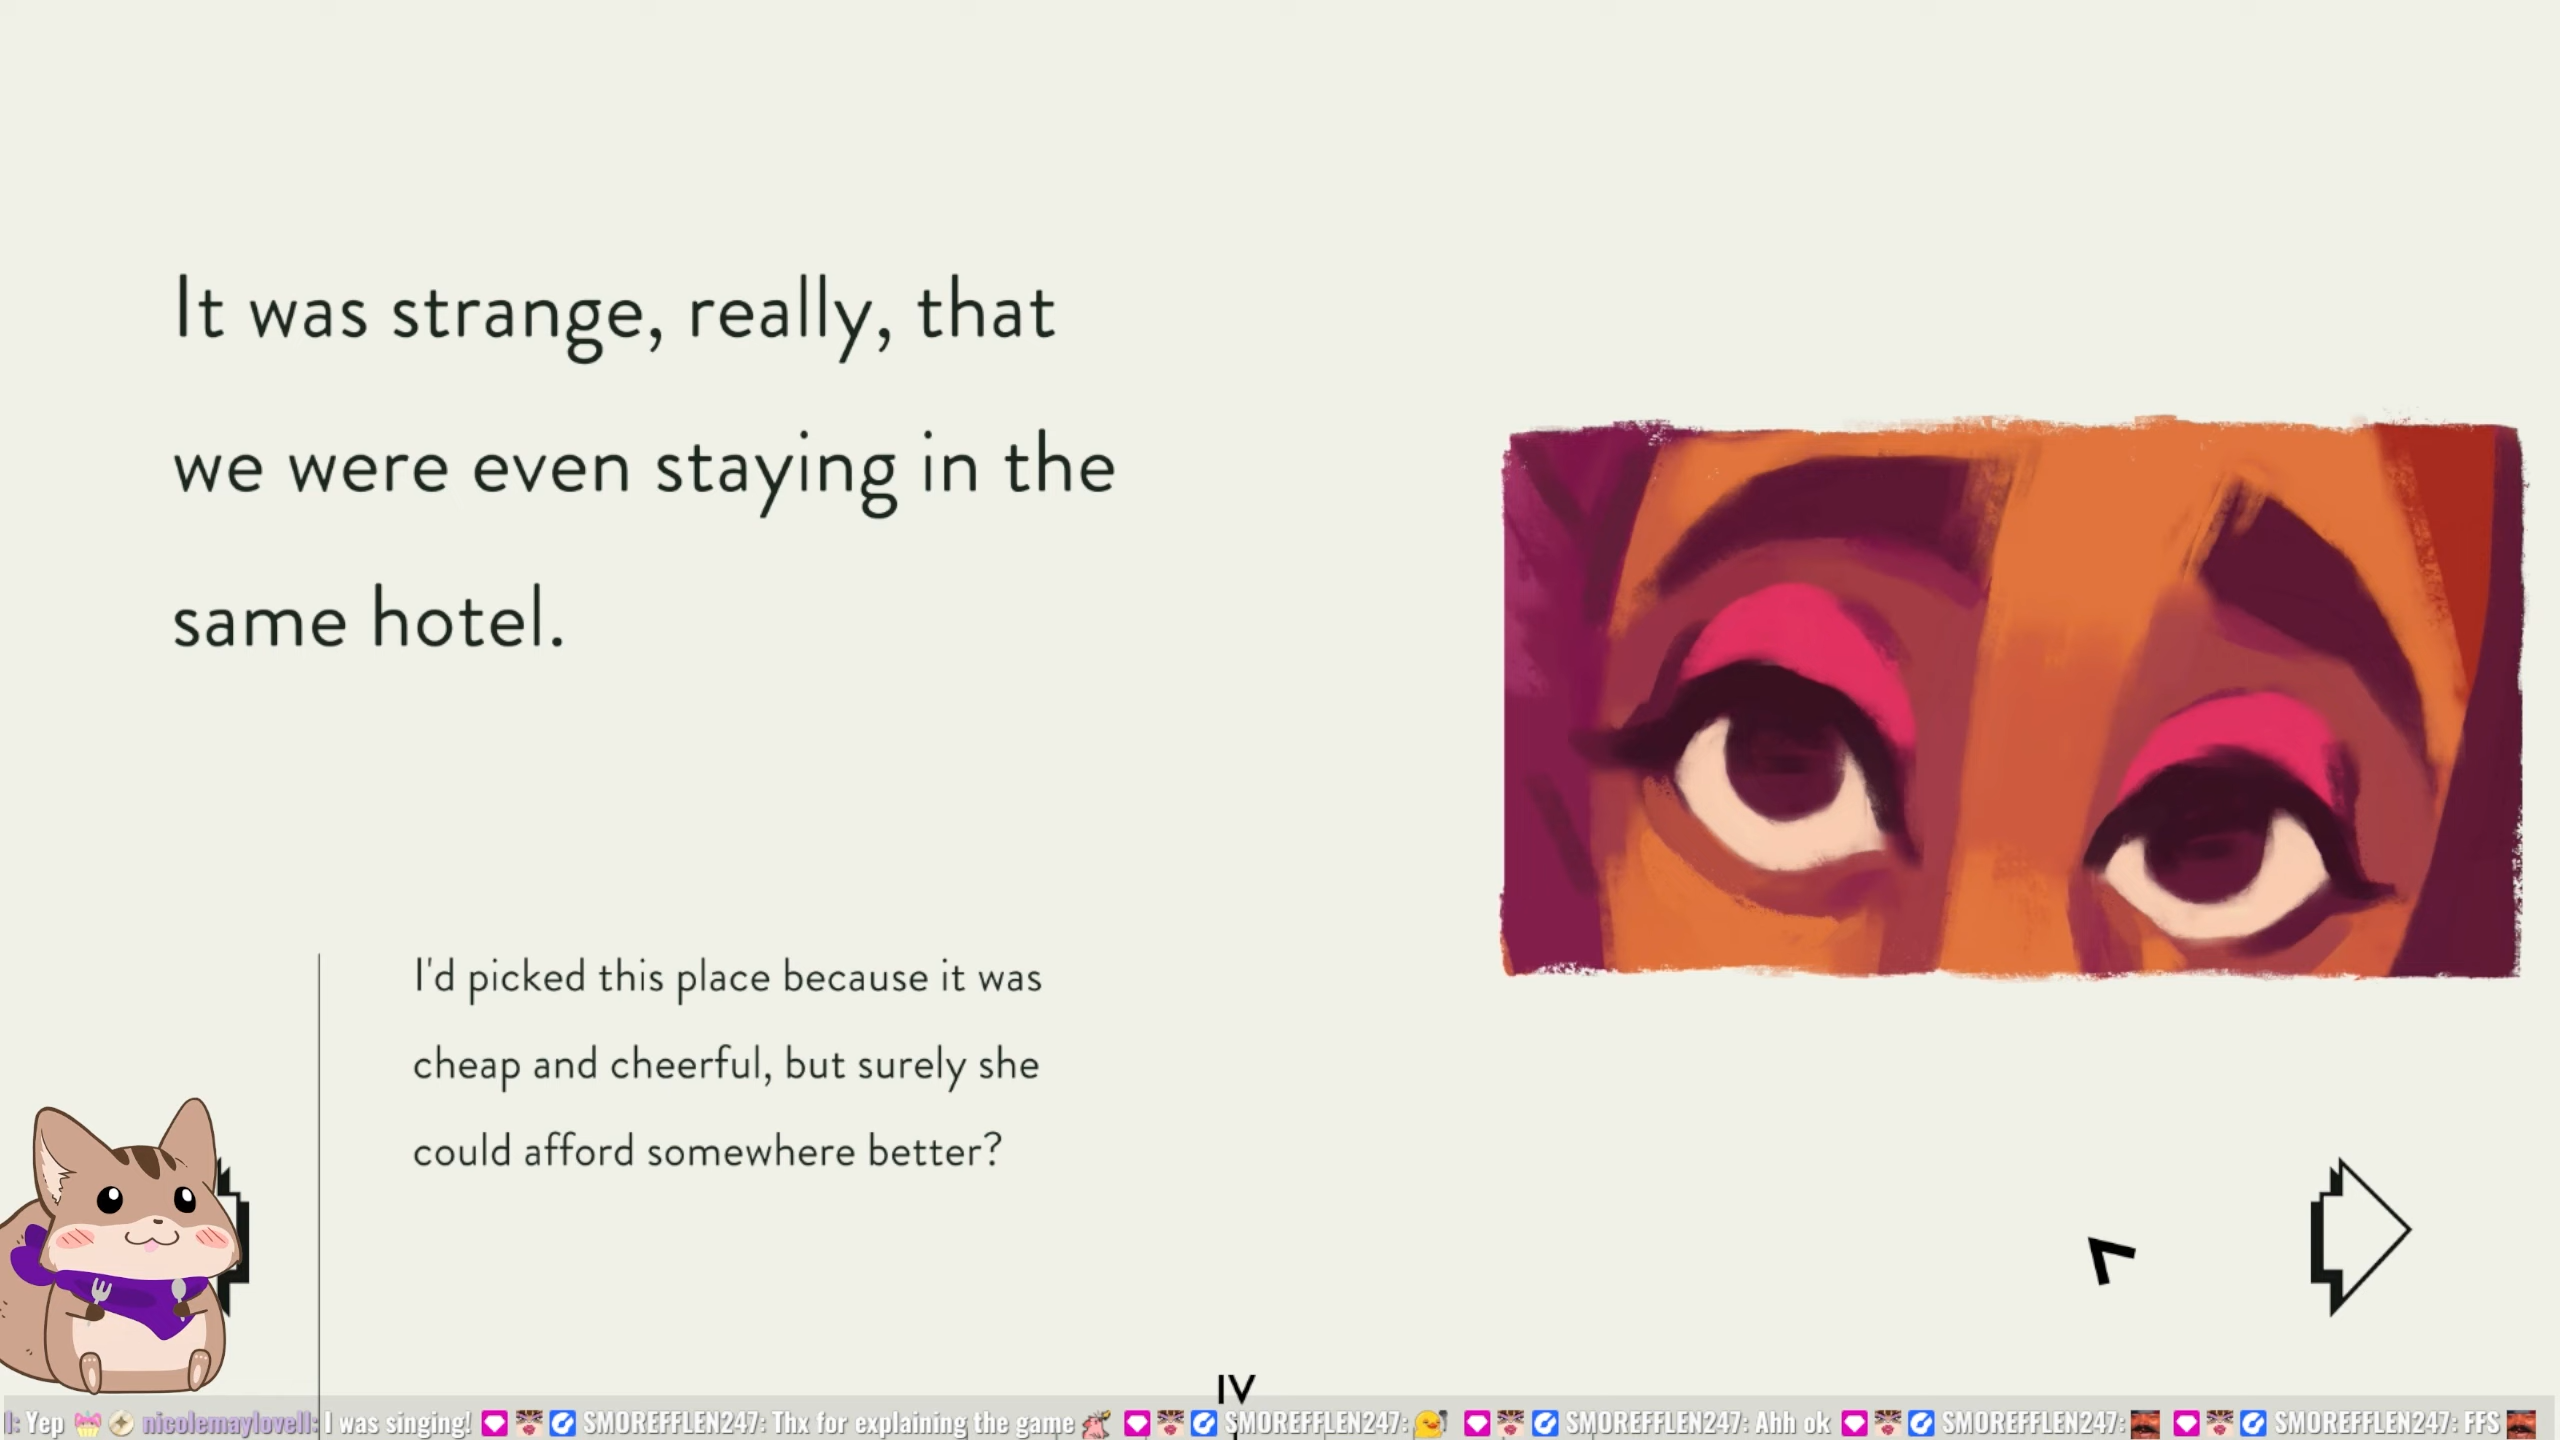 It was strange, really, that
we were even staying in the
same hotel.
I'd picked this place because it was
cheap and cheerful, but surely she
could afford somewhere better?
IV
l: Yep nicolemaylovell: I was singing! SMOREFFLEN247: Thx for explaining the game SMOREFFLEN247: SMOREFFLEN247: Ahh ok SMOREFFLEN247: SMOREFFLEN247: FFS